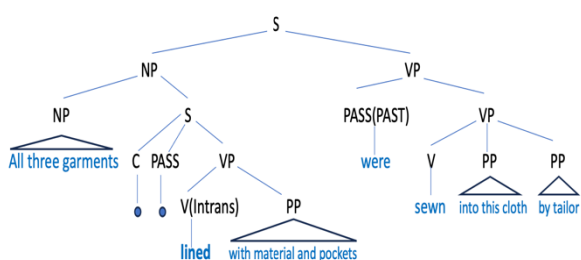 S
NP VP
NP S PASS(PAST) VP
All three garments C PASS VP were V PP PP
V(Intrans) PP sewn into this cloth by tailor
lined with material and pockets